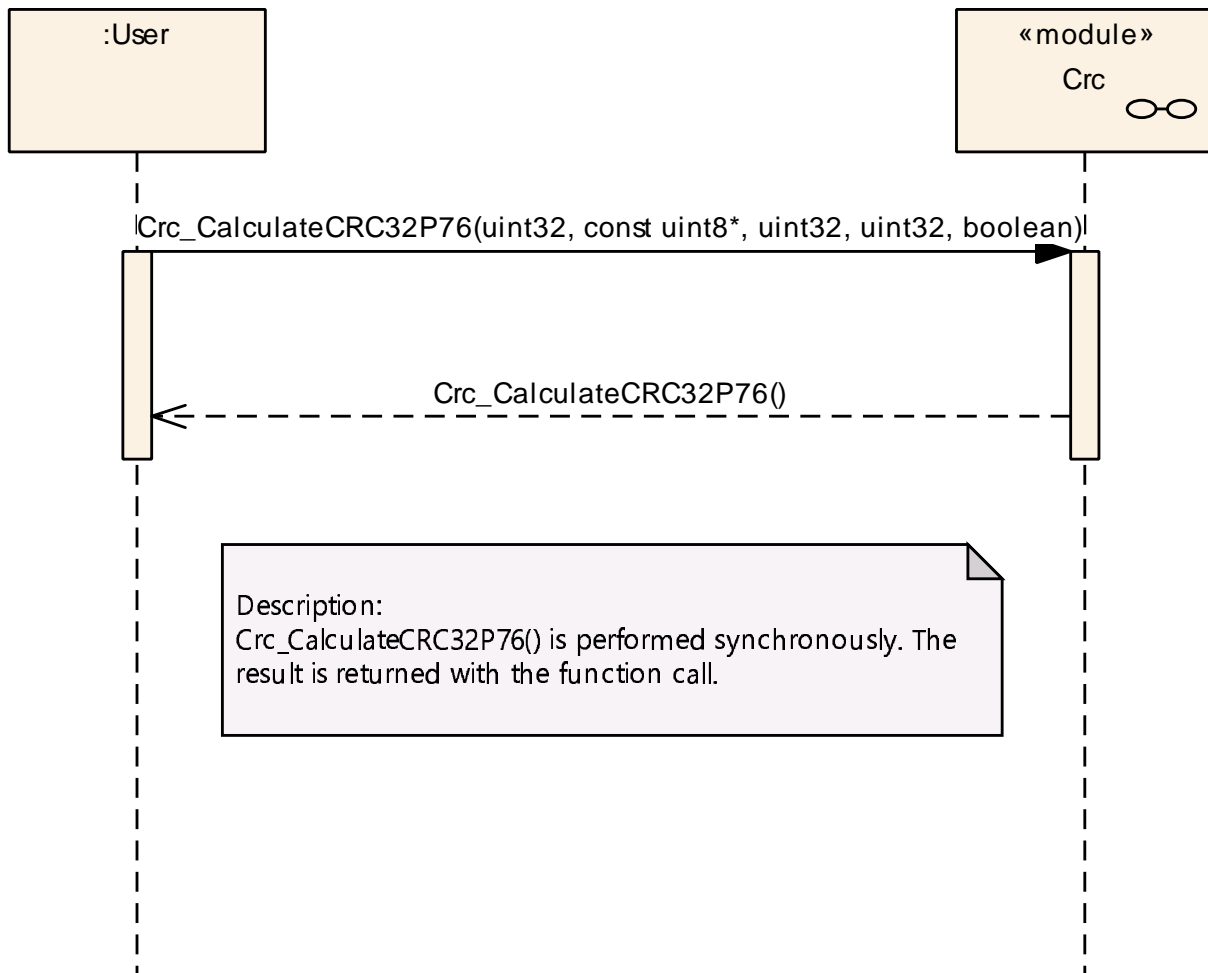 :User
«module»
Crc
Crc_CalculateCRC32P76(uint32, const uint8*, uint32, uint32, boolean)
Crc_CalculateCRC32P76()
Description:
Crc_CalculateCRC32P76() is performed synchronously. The
result is returned with the function call.